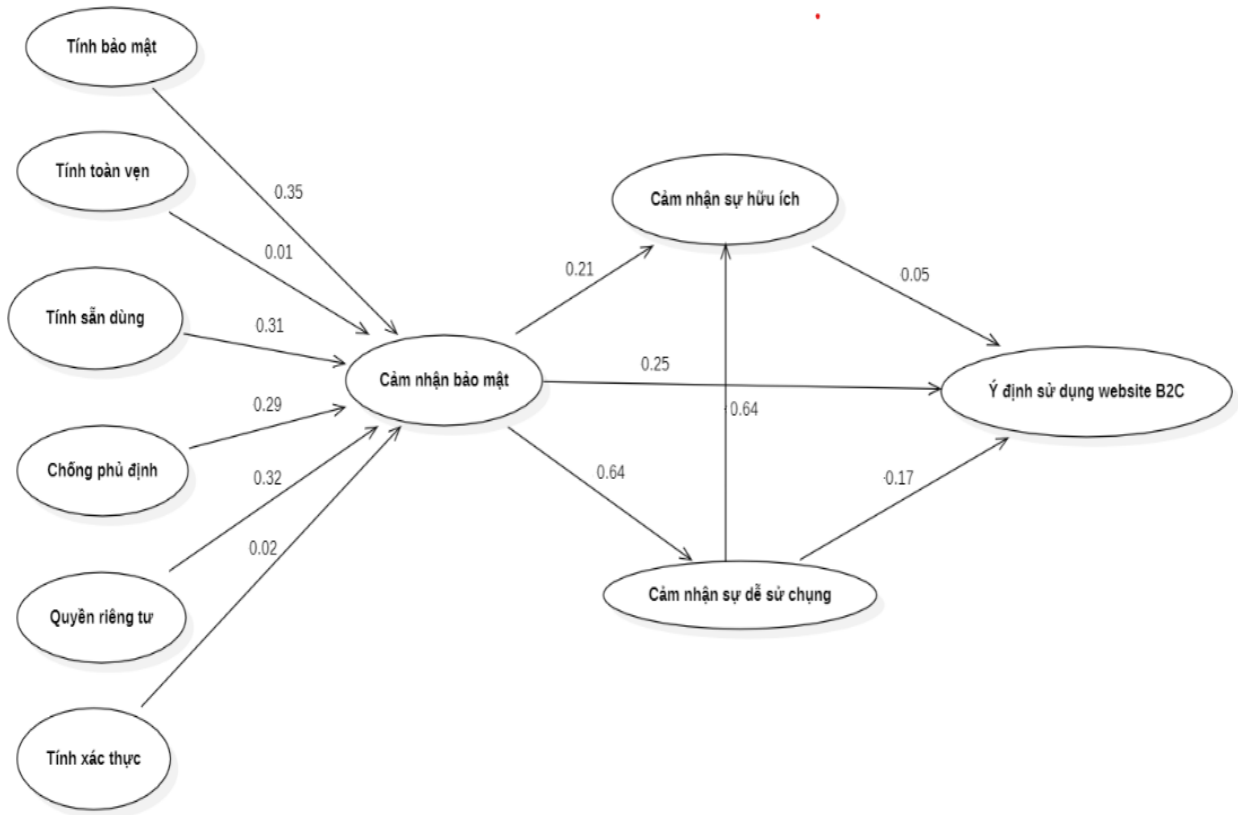 Tính bảo mật
Tính toàn vẹn
0.35
Cảm nhận sự hữu ích
0.01
0.21
0.05
Tính sẵn dùng
0.31
Cảm nhận bảo mật
0.25
Ý định sử dụng website B2C
0.29
0.64
Chống phủ định
0.32
0.64
0.17
0.02
Cảm nhận sự dễ sử chụng
Quyền riêng tư
Tính xác thực